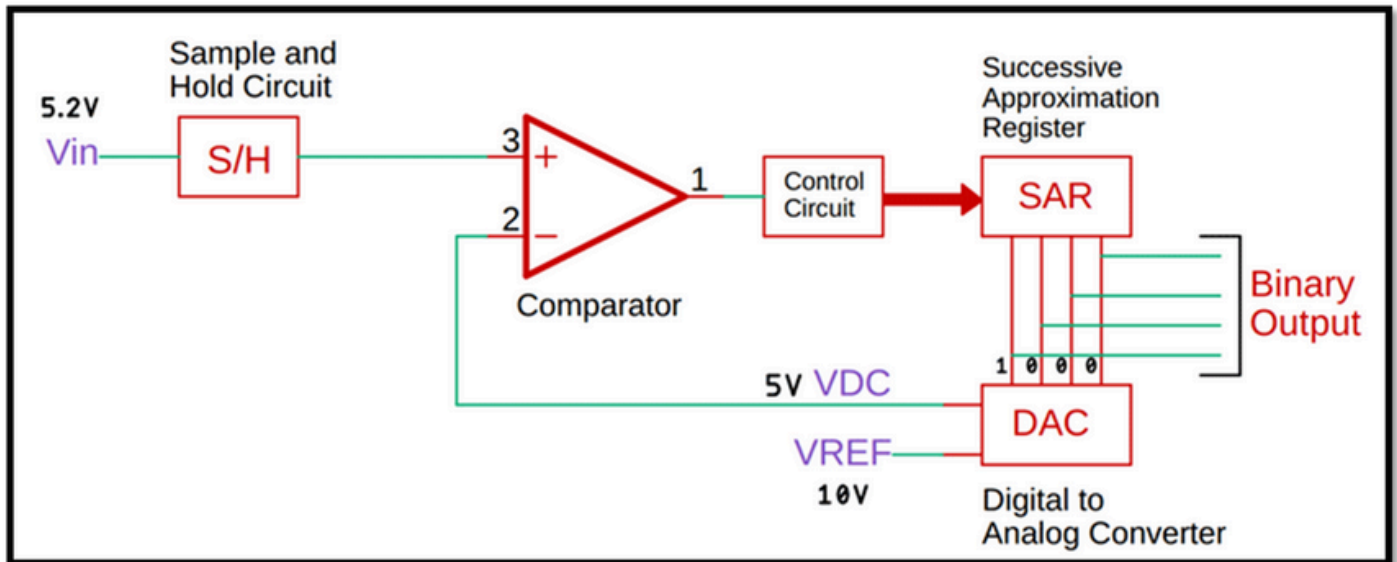 Sample and
Hold Circuit
5.2V
Vin
S/H
3
+
2
−
1
Comparator
Control
Circuit
Successive
Approximation
Register
SAR
Binary
Output
1 0 0 0
5V VDC
VREF
10V
DAC
Digital to
Analog Converter